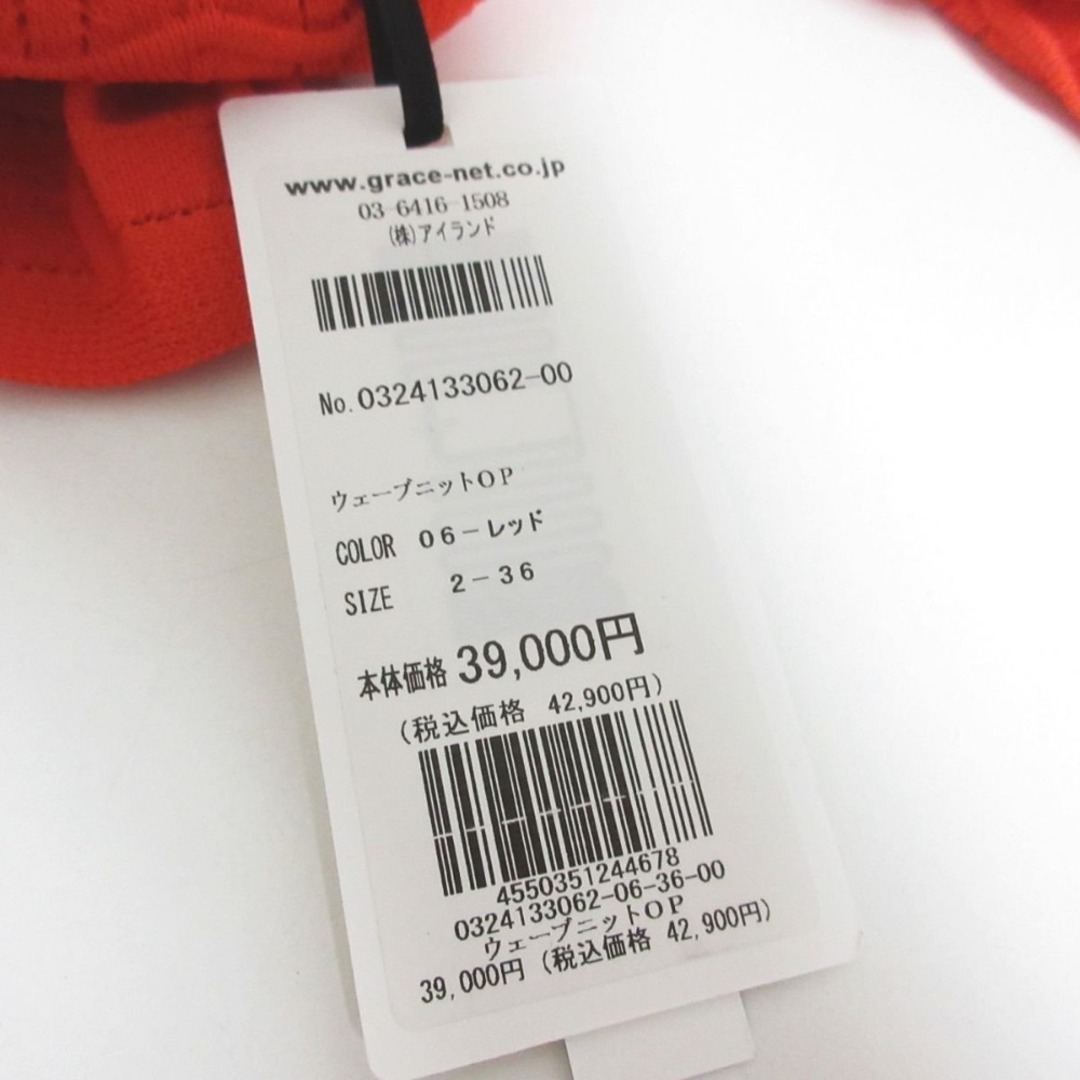 www.grace-net.co.jp
03-6416-1508
(株)アイランド
No.0324133062-00
ウェーブニットOP
COLOR 06-レッド
SIZE 2-36
本体価格 39,000円
(税込価格 42,900円)
4550351244678
0324133062-06-36-00
ウェーブニットOP
39,000円 (税込価格 42,900円)